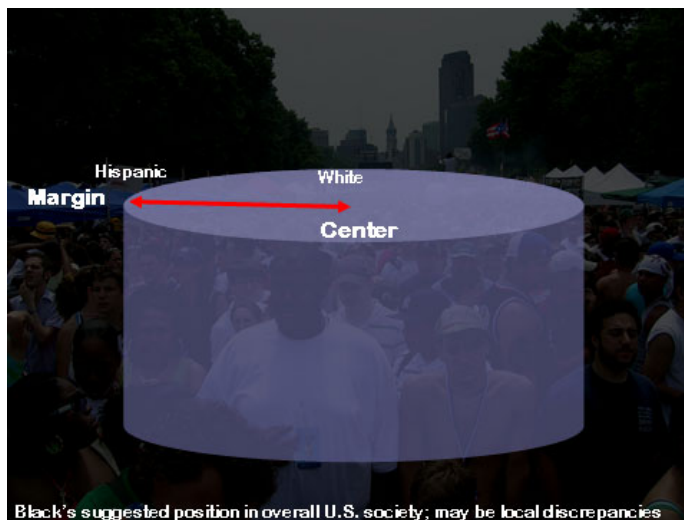 Hispanic
White
Margin
Center
Black's suggested position in overall U.S. society; may be local discrepancies